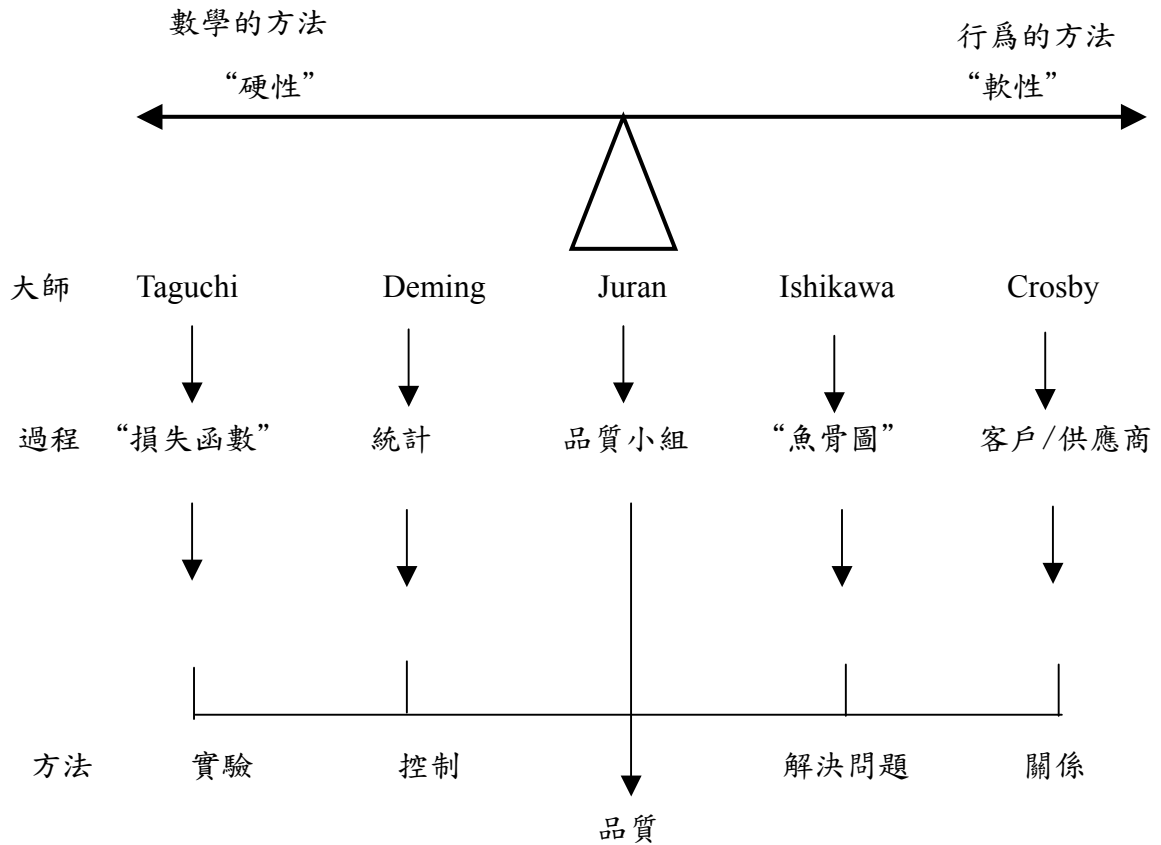 數學的方法
行爲的方法
“硬性”
“軟性”
大師 Taguchi Deming Juran Ishikawa Crosby
過程 “損失函數” 統計 品質小組 “魚骨圖” 客戶/供應商
方法 實驗 控制 解決問題 關係
品質